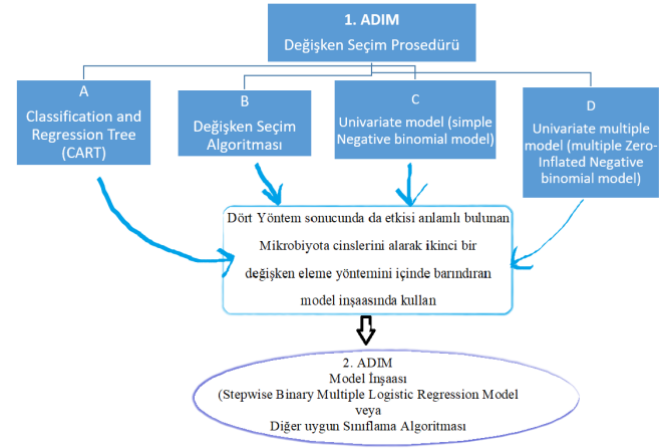 1. ADIM
Değişken Seçim Prosedürü
A
Classification and
Regression Tree
(CART)
B
Değişken Seçim
Algoritması
C
Univariate model (simple
Negative binomial model)
D
Univariate multiple
model (multiple Zero-
Inflated Negative
binomial model)
Dört Yöntem sonucunda da etkisi anlamlı bulunan
Mikrobiyota cinslerini alarak ikinci bir
değişken eleme yöntemini içinde barındıran
model inşaasında kullan
2. ADIM
Model İnşaası
(Stepwise Binary Multiple Logistic Regression Model
veya
Diğer uygun Sınıflama Algoritması)